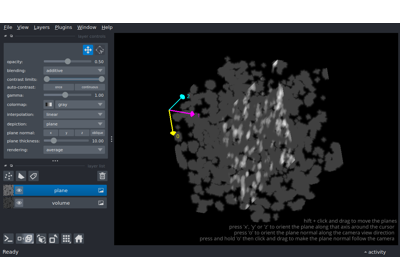 File View Layers Plugins Window Help
layer controls
opacity: 0.50
blending: additive
contrast limits:
auto-contrast: once continuous
gamma: 1.00
colormap: gray
interpolation: linear
depiction: plane
plane normal: x y z oblique
plane thickness: 10.00
rendering: average
layer list
plane
volume
shift + click and drag to move the planes
press 'x', 'y' or 'z' to orient the plane along that axis around the cursor
press 'o' to orient the plane normal along the camera view direction
press and hold 'o' then click and drag to make the plane normal follow the camera
Ready
activity